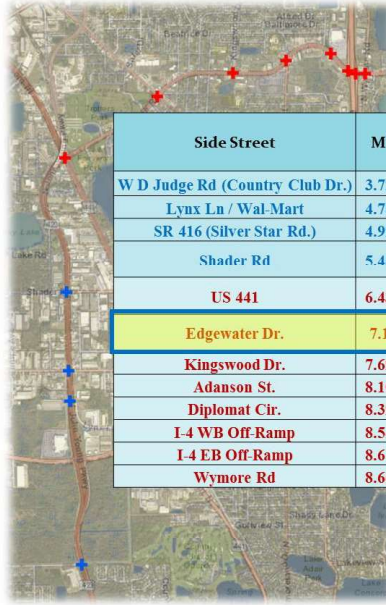 Side Street M
W D Judge Rd (Country Club Dr.) 3.7
Lynx Ln / Wal-Mart 4.7
SR 416 (Silver Star Rd.) 4.9
Shader Rd 5.4
US 441 6.4
Edgewater Dr. 7.1
Kingswood Dr. 7.6
Adanson St. 8.1
Diplomat Cir. 8.3
I-4 WB Off-Ramp 8.5
I-4 EB Off-Ramp 8.6
Wymore Rd 8.6